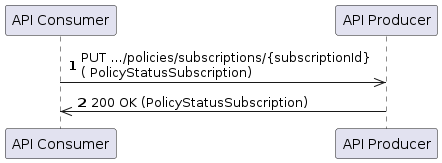 API Consumer API Producer
1 PUT .../policies/subscriptions/{subscriptionId}
( PolicyStatusSubscription)
2 200 OK (PolicyStatusSubscription)
API Consumer API Producer